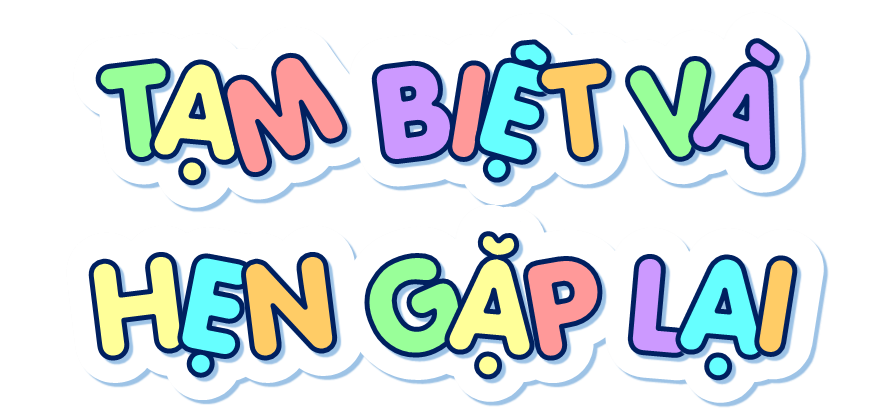 TẠM BIỆT VÀ
HẸN GẶP LẠI